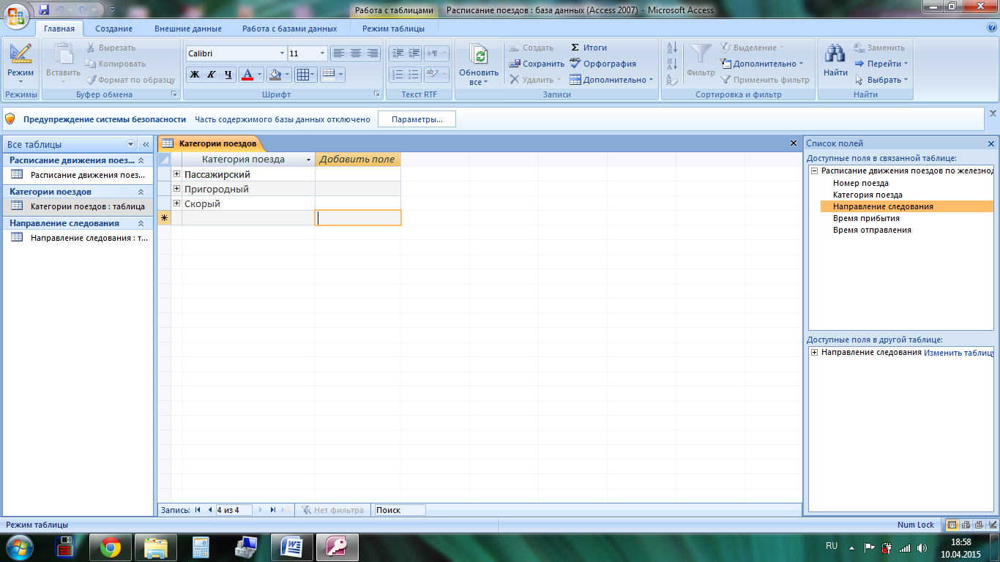 Работа с таблицами Расписание поездов : база данных (Access 2007) - Microsoft Access
Главная Создание Внешние данные Работа с базами данных Режим таблицы
Режим
Режимы
Вставить
Вырезать
Копировать
Формат по образцу
Буфер обмена
Calibri 11
Ж К Ч А
Шрифт
Текст RTF
Обновить
все
Создать
Сохранить
Удалить
Итоги
Орфография
Дополнительно
Записи
Фильтр
Выделение
Дополнительно
Применить фильтр
Сортировка и фильтр
Найти
Заменить
Перейти
Выбрать
Найти
Предупреждение системы безопасности Часть содержимого базы данных отключено Параметры...
Все таблицы
Расписание движения поез...
Расписание движения поез...
Категории поездов
Категории поездов : таблица
Направление следования
Направление следования : т...
Категории поездов
Категория поезда Добавить поле
Пассажирский
Пригородный
Скорый
Запись: 4 из 4 Нет фильтра Поиск
Список полей
Доступные поля в связанной таблице:
Расписание движения поездов по железнод
Номер поезда
Категория поезда
Направление следования
Время прибытия
Время отправления
Доступные поля в другой таблице:
Направление следования Изменить таблицу
Режим таблицы Num Lock
RU 18:58
10.04.2015